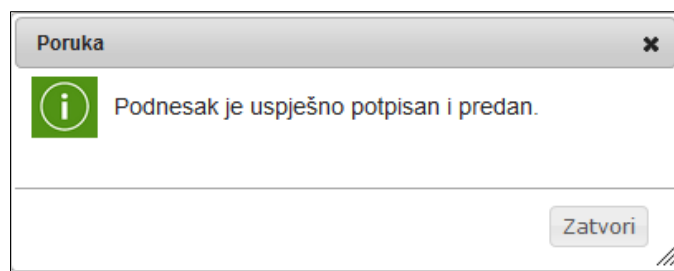 Poruka
Podnesak je uspješno potpisan i predan.
Zatvori